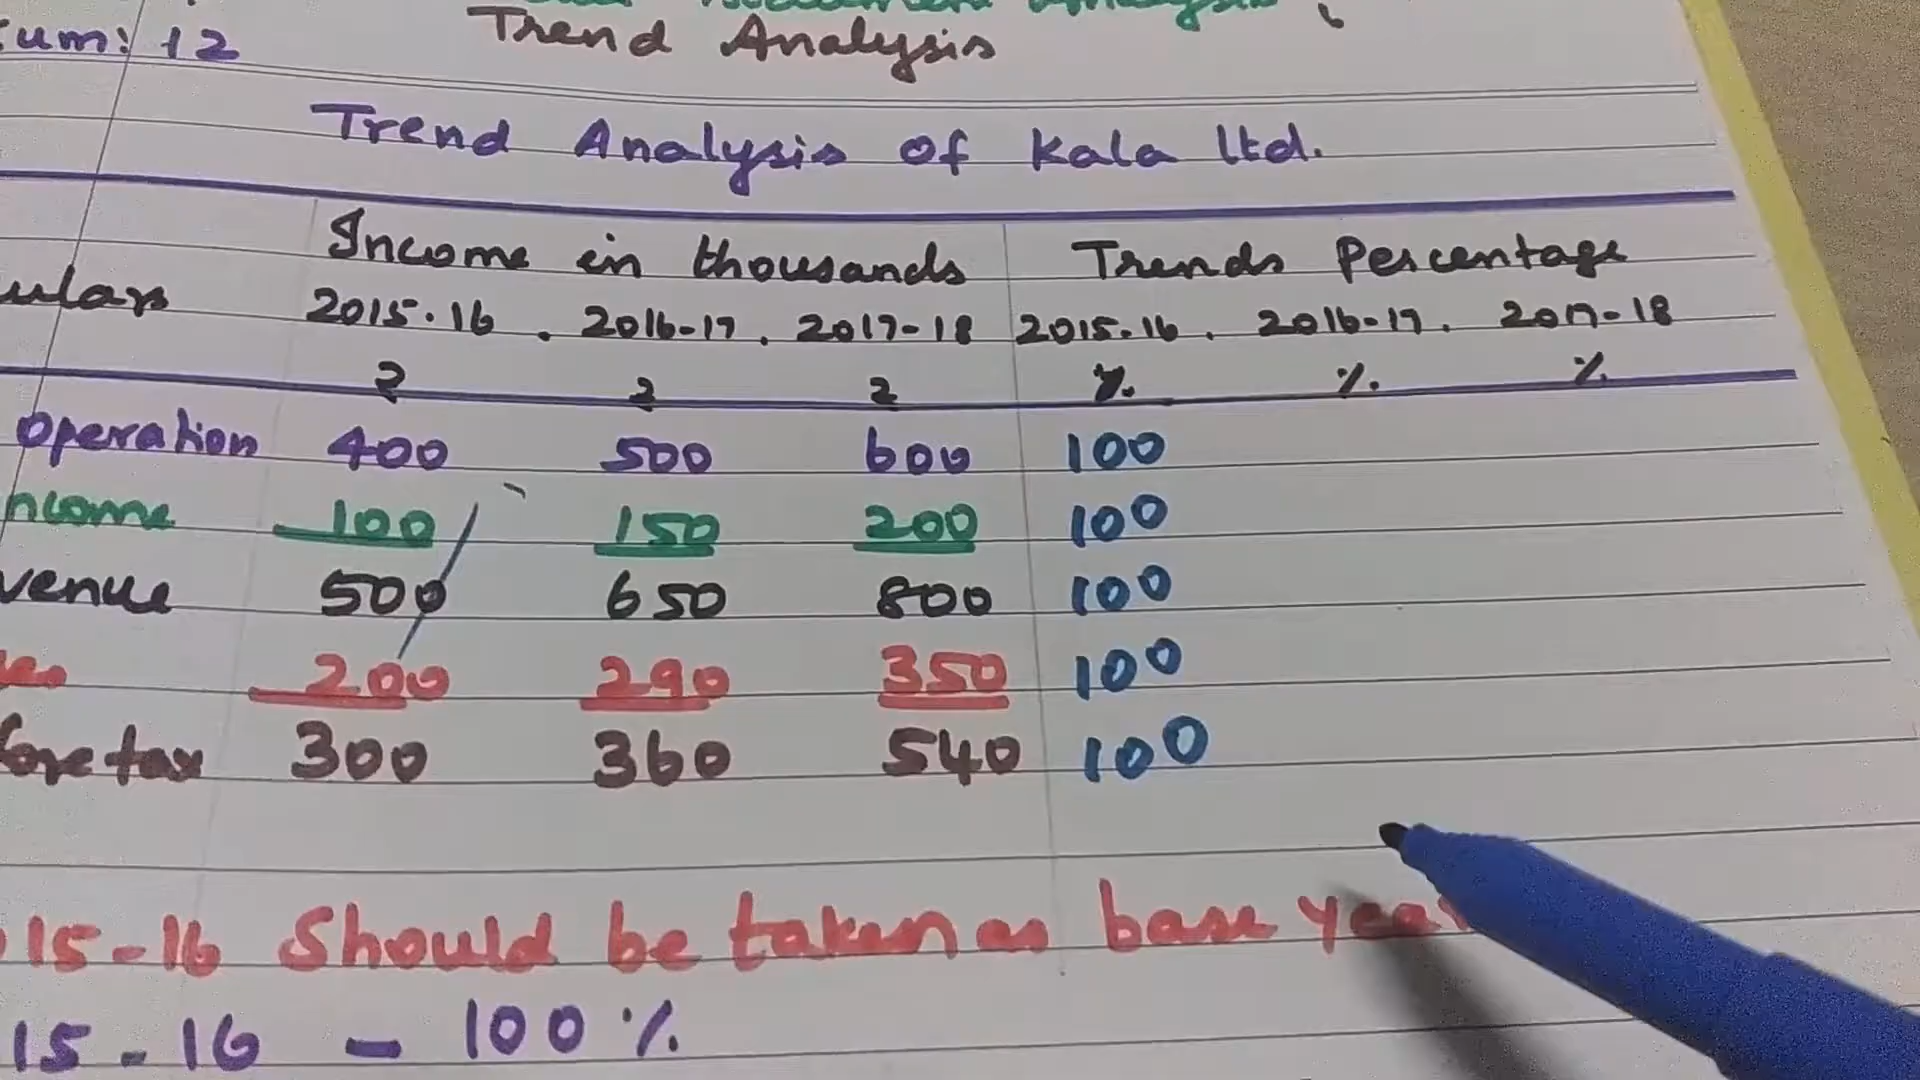 Analysis
um: 12 Trend Analysis
Trend Analysis of Kala ltd.
Income in thousands Trends Percentage
ulars 2015-16 2016-17 2017-18 2015-16 2016-17 2017-18
₹ ₹ ₹ % % %
Operation 400 500 600 100
ncome 100 150 200 100
venue 500 650 800 100
200 290 350 100
fore tax 300 360 540 100
15-16 Should be taken as base year
15-16 - 100%